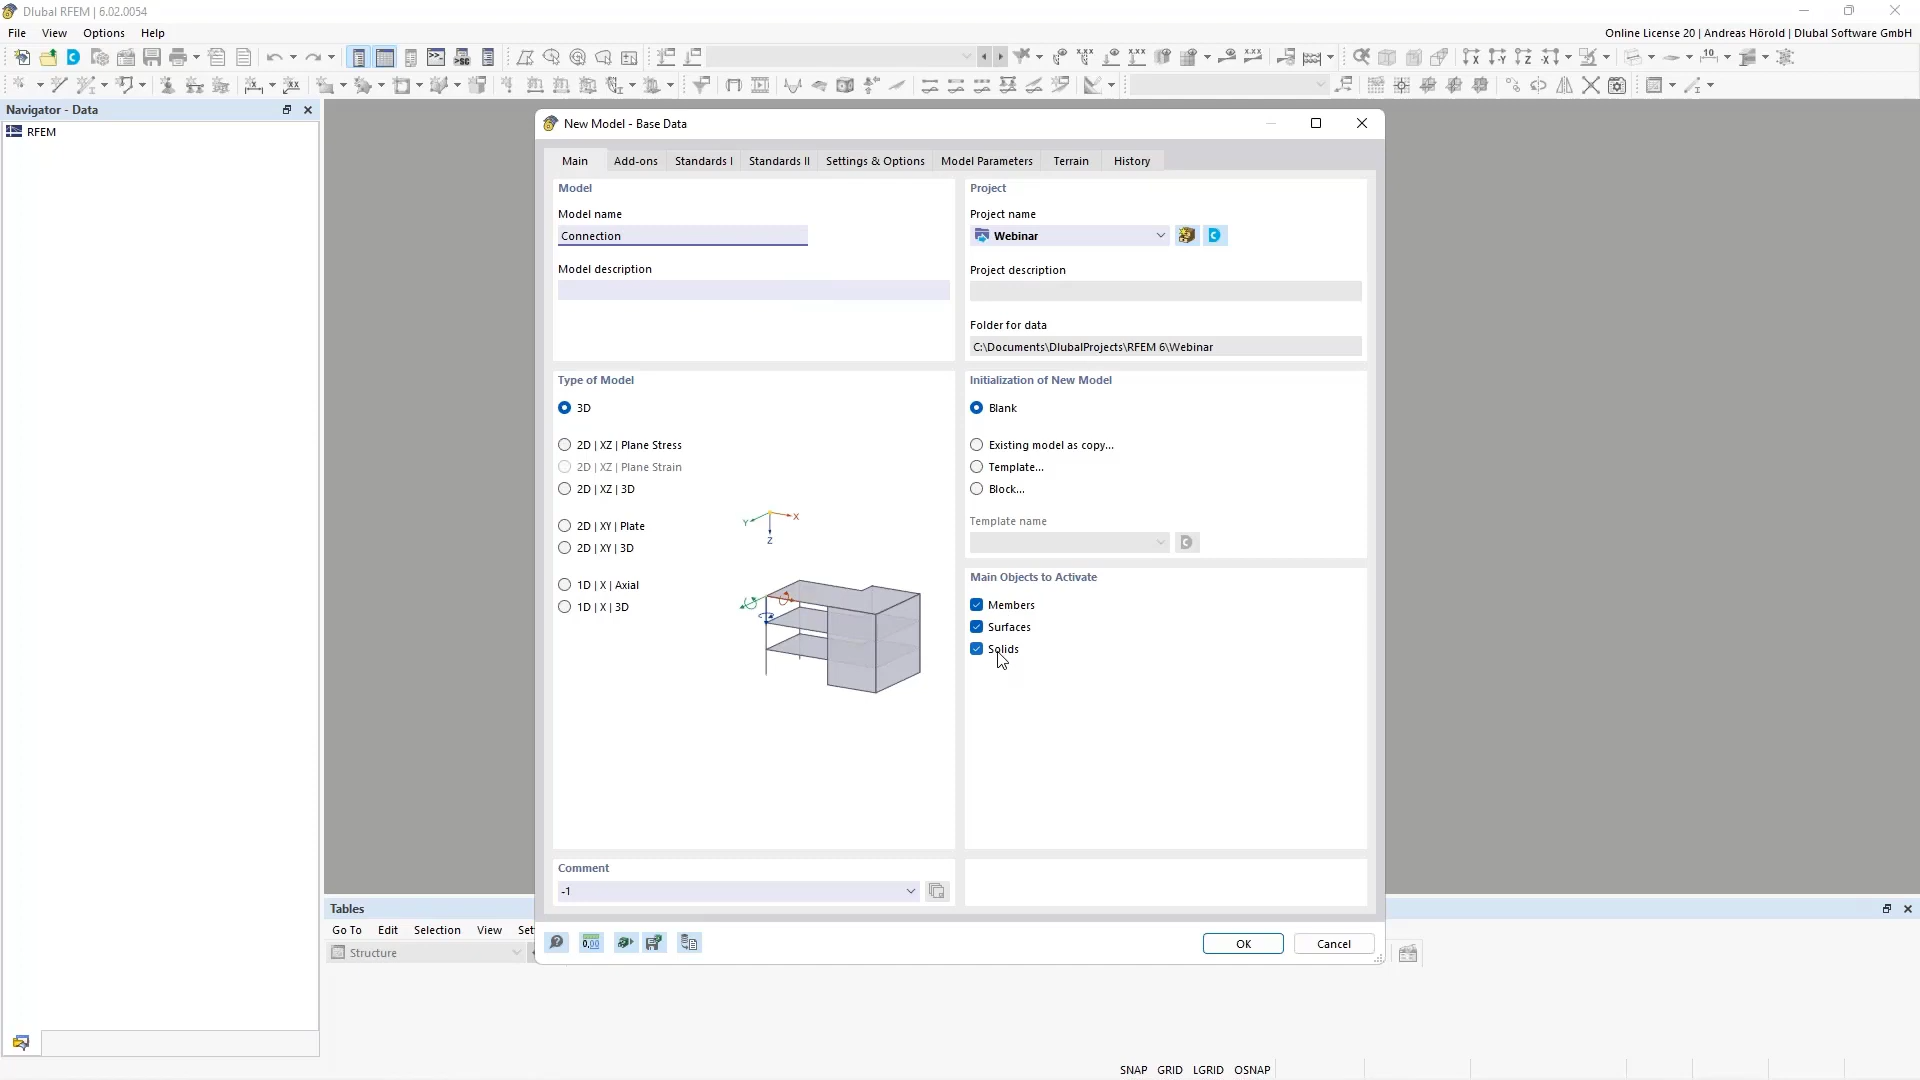 Dlubal RFEM | 6.02.0054
File View Options Help
Online License 20 | Andreas Hörold | Dlubal Software GmbH
Navigator - Data
RFEM
New Model - Base Data
Main Add-ons Standards I Standards II Settings & Options Model Parameters Terrain History
Model
Model name
Connection
Model description
Project
Project name
Webinar
Project description
Folder for data
C:\Documents\DlubalProjects\RFEM 6\Webinar
Type of Model
3D
2D | XZ | Plane Stress
2D | XZ | Plane Strain
2D | XZ | 3D
2D | XY | Plate
2D | XY | 3D
1D | X | Axial
1D | X | 3D
Y X
Z
Initialization of New Model
Blank
Existing model as copy...
Template...
Block...
Template name
Main Objects to Activate
Members
Surfaces
Solids
Comment
-1
OK Cancel
Tables
Go To Edit Selection View Set
Structure
SNAP GRID LGRID OSNAP